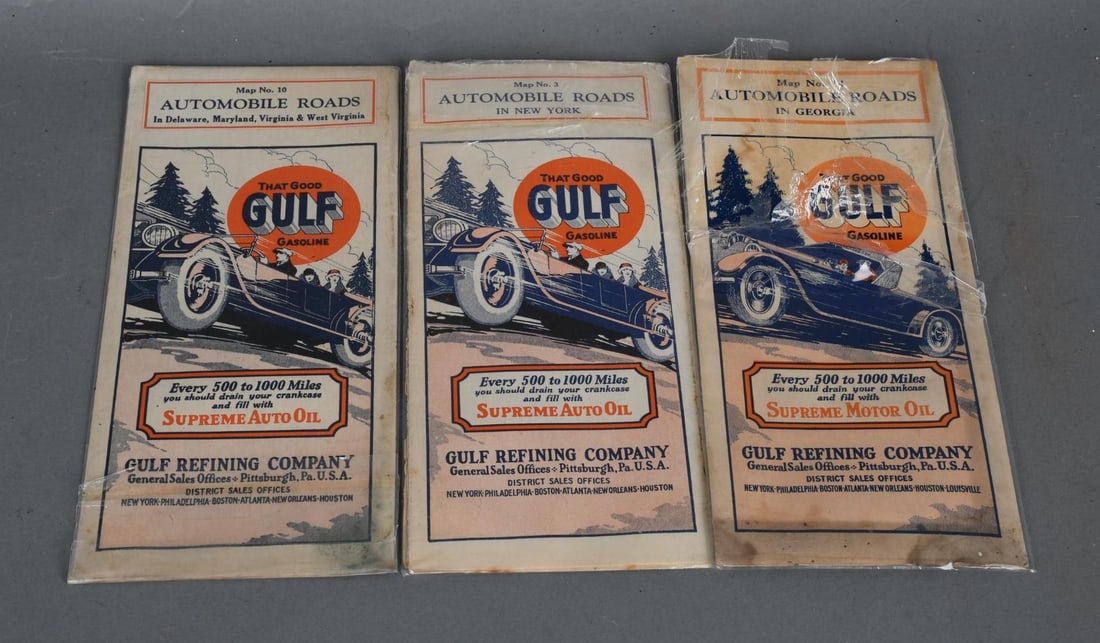 Map No. 10
AUTOMOBILE ROADS
In Delaware, Maryland, Virginia & West Virginia
THAT GOOD
GULF
GASOLINE
Every 500 to 1000 Miles
you should drain your crankcase
and fill with
SUPREME AUTO OIL
GULF REFINING COMPANY
General Sales Offices ÷ Pittsburgh, Pa. U.S.A.
DISTRICT SALES OFFICES
NEW YORK·PHILADELPHIA·BOSTON·ATLANTA·NEW ORLEANS·HOUSTON
Map No. 3
AUTOMOBILE ROADS
IN NEW YORK
THAT GOOD
GULF
GASOLINE
Every 500 to 1000 Miles
you should drain your crankcase
and fill with
SUPREME AUTO OIL
GULF REFINING COMPANY
General Sales Offices ÷ Pittsburgh, Pa. U.S.A.
DISTRICT SALES OFFICES
NEW YORK·PHILADELPHIA·BOSTON·ATLANTA·NEW ORLEANS·HOUSTON
Map No.
AUTOMOBILE ROADS
IN GEORGIA
THAT GOOD
GULF
GASOLINE
Every 500 to 1000 Miles
you should drain your crankcase
and fill with
SUPREME MOTOR OIL
GULF REFINING COMPANY
General Sales Offices ÷ Pittsburgh, Pa. U.S.A.
DISTRICT SALES OFFICES
NEW YORK·PHILADELPHIA·BOSTON·ATLANTA·NEW ORLEANS·HOUSTON·LOUISVILLE